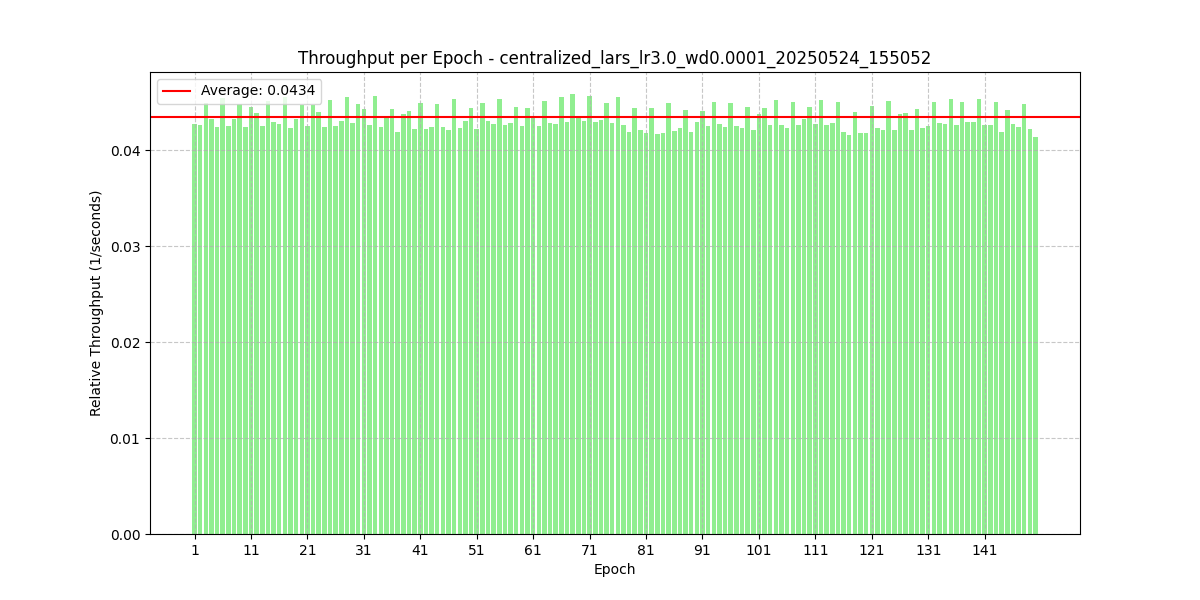 Throughput per Epoch - centralized_lars_lr3.0_wd0.0001_20250524_155052
Average: 0.0434
Relative Throughput (1/seconds)
0.04
0.03
0.02
0.01
0.00
1 11 21 31 41 51 61 71 81 91 101 111 121 131 141
Epoch